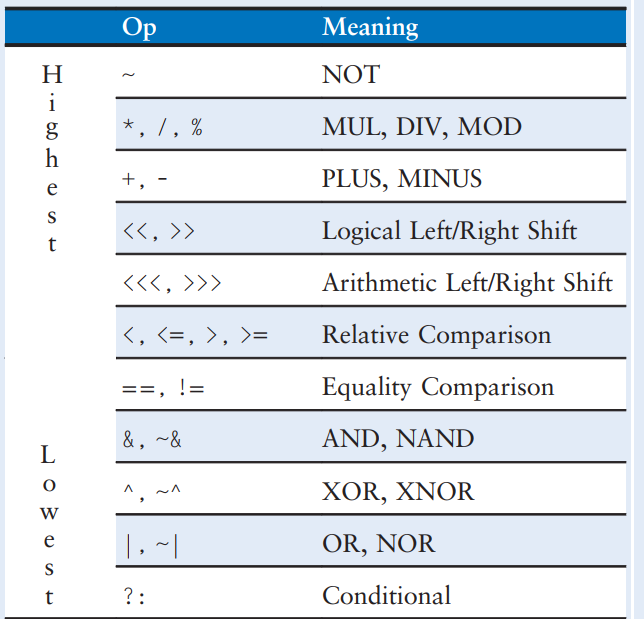 Op Meaning
Highest
~ NOT
*, /, % MUL, DIV, MOD
+, - PLUS, MINUS
<<, >> Logical Left/Right Shift
<<<, >>> Arithmetic Left/Right Shift
<, <=, >, >= Relative Comparison
==, != Equality Comparison
Lowest
&, ~& AND, NAND
^, ~^ XOR, XNOR
|, ~| OR, NOR
?: Conditional